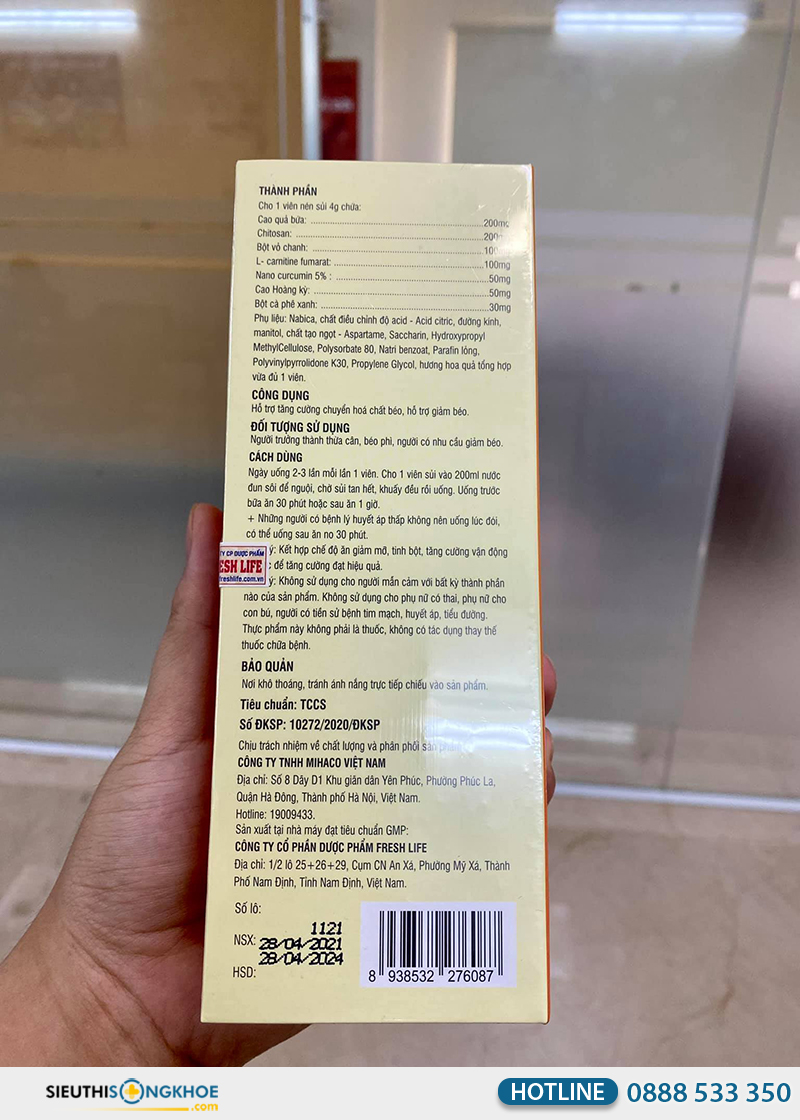 THÀNH PHẦN
Cho 1 viên nén sủi 4g chứa:
Cao quả bứa: ........ 200mg
Chitosan: ........ 200
Bột vỏ chanh: ........ 100
L- carnitine fumarat: ........ 100mg
Nano curcumin 5% : ........ 50mg
Cao Hoàng kỳ: ........ 50mg
Bột cà phê xanh: ........ 30mg
Phụ liệu: Nabica, chất điều chỉnh độ acid - Acid citric, đường kính,
manitol, chất tạo ngọt - Aspartame, Saccharin, Hydroxypropyl
MethylCellulose, Polysorbate 80, Natri benzoat, Parafin lỏng,
Polyvinylpyrrolidone K30, Propylene Glycol, hương hoa quả tổng hợp
vừa đủ 1 viên.
CÔNG DỤNG
Hỗ trợ tăng cường chuyển hoá chất béo, hỗ trợ giảm béo.
ĐỐI TƯỢNG SỬ DỤNG
Người trưởng thành thừa cân, béo phì, người có nhu cầu giảm béo.
CÁCH DÙNG
Ngày uống 2-3 lần mỗi lần 1 viên. Cho 1 viên sủi vào 200ml nước
đun sôi để nguội, chờ sủi tan hết, khuấy đều rồi uống. Uống trước
bữa ăn 30 phút hoặc sau ăn 1 giờ.
+ Những người có bệnh lý huyết áp thấp không nên uống lúc đói,
có thể uống sau ăn no 30 phút.
ý: Kết hợp chế độ ăn giảm mỡ, tinh bột, tăng cường vận động
để tăng cường đạt hiệu quả.
ý: Không sử dụng cho người mẫn cảm với bất kỳ thành phần
nào của sản phẩm. Không sử dụng cho phụ nữ có thai, phụ nữ cho
con bú, người có tiền sử bệnh tim mạch, huyết áp, tiểu đường.
Thực phẩm này không phải là thuốc, không có tác dụng thay thế
thuốc chữa bệnh.
TY CP DƯỢC PHẨM
ESH LIFE
freshlife.com.vn
BẢO QUẢN
Nơi khô thoáng, tránh ánh nắng trực tiếp chiếu vào sản phẩm.
Tiêu chuẩn: TCCS
Số ĐKSP: 10272/2020/ĐKSP
Chịu trách nhiệm về chất lượng và phân phối sản phẩm
CÔNG TY TNHH MIHACO VIỆT NAM
Địa chỉ: Số 8 Dãy D1 Khu giãn dân Yên Phúc, Phường Phúc La,
Quận Hà Đông, Thành phố Hà Nội, Việt Nam.
Hotline: 19009433.
Sản xuất tại nhà máy đạt tiêu chuẩn GMP:
CÔNG TY CỔ PHẦN DƯỢC PHẨM FRESH LIFE
Địa chỉ: 1/2 lô 25+26+29, Cụm CN An Xá, Phường Mỹ Xá, Thành
Phố Nam Định, Tỉnh Nam Định, Việt Nam.
Số lô: 1121
NSX: 28/04/2021
HSD: 28/04/2024
8 938532 276087
SIEUTHISONGKHOE.com
HOTLINE 0888 533 350